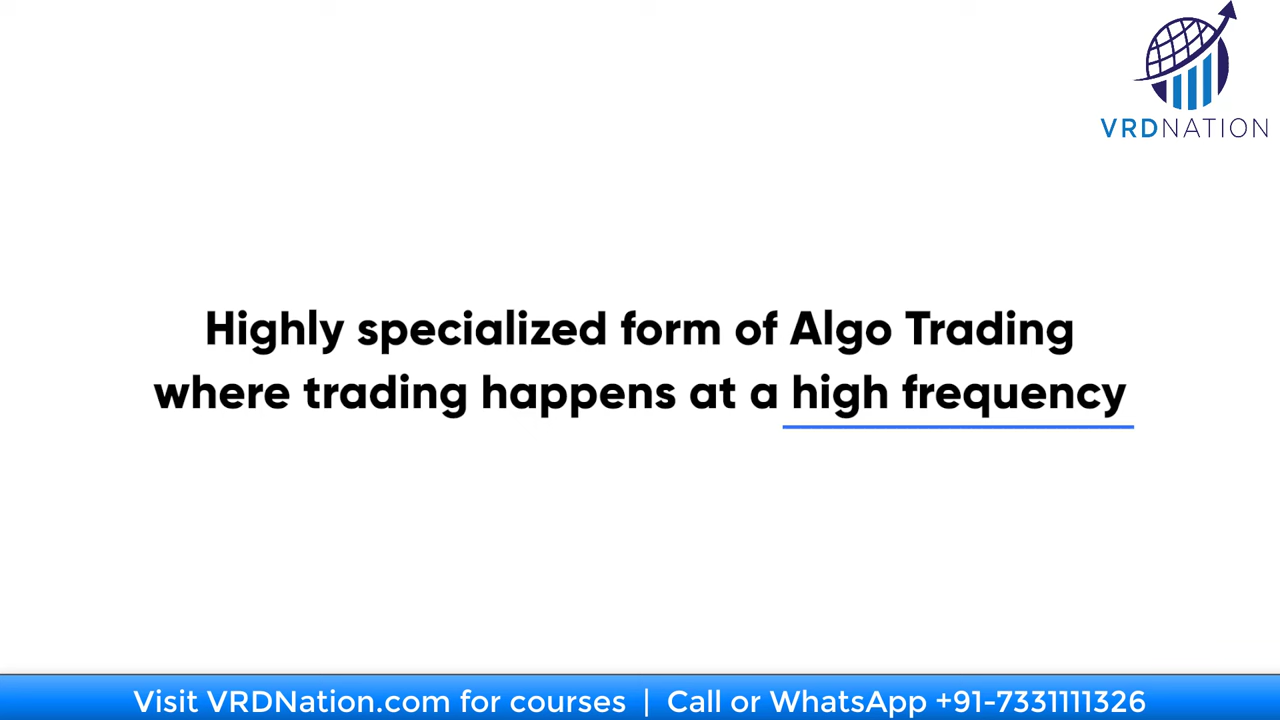 VRDNATION
Highly specialized form of Algo Trading
where trading happens at a high frequency
Visit VRDNation.com for courses | Call or WhatsApp +91-7331111326